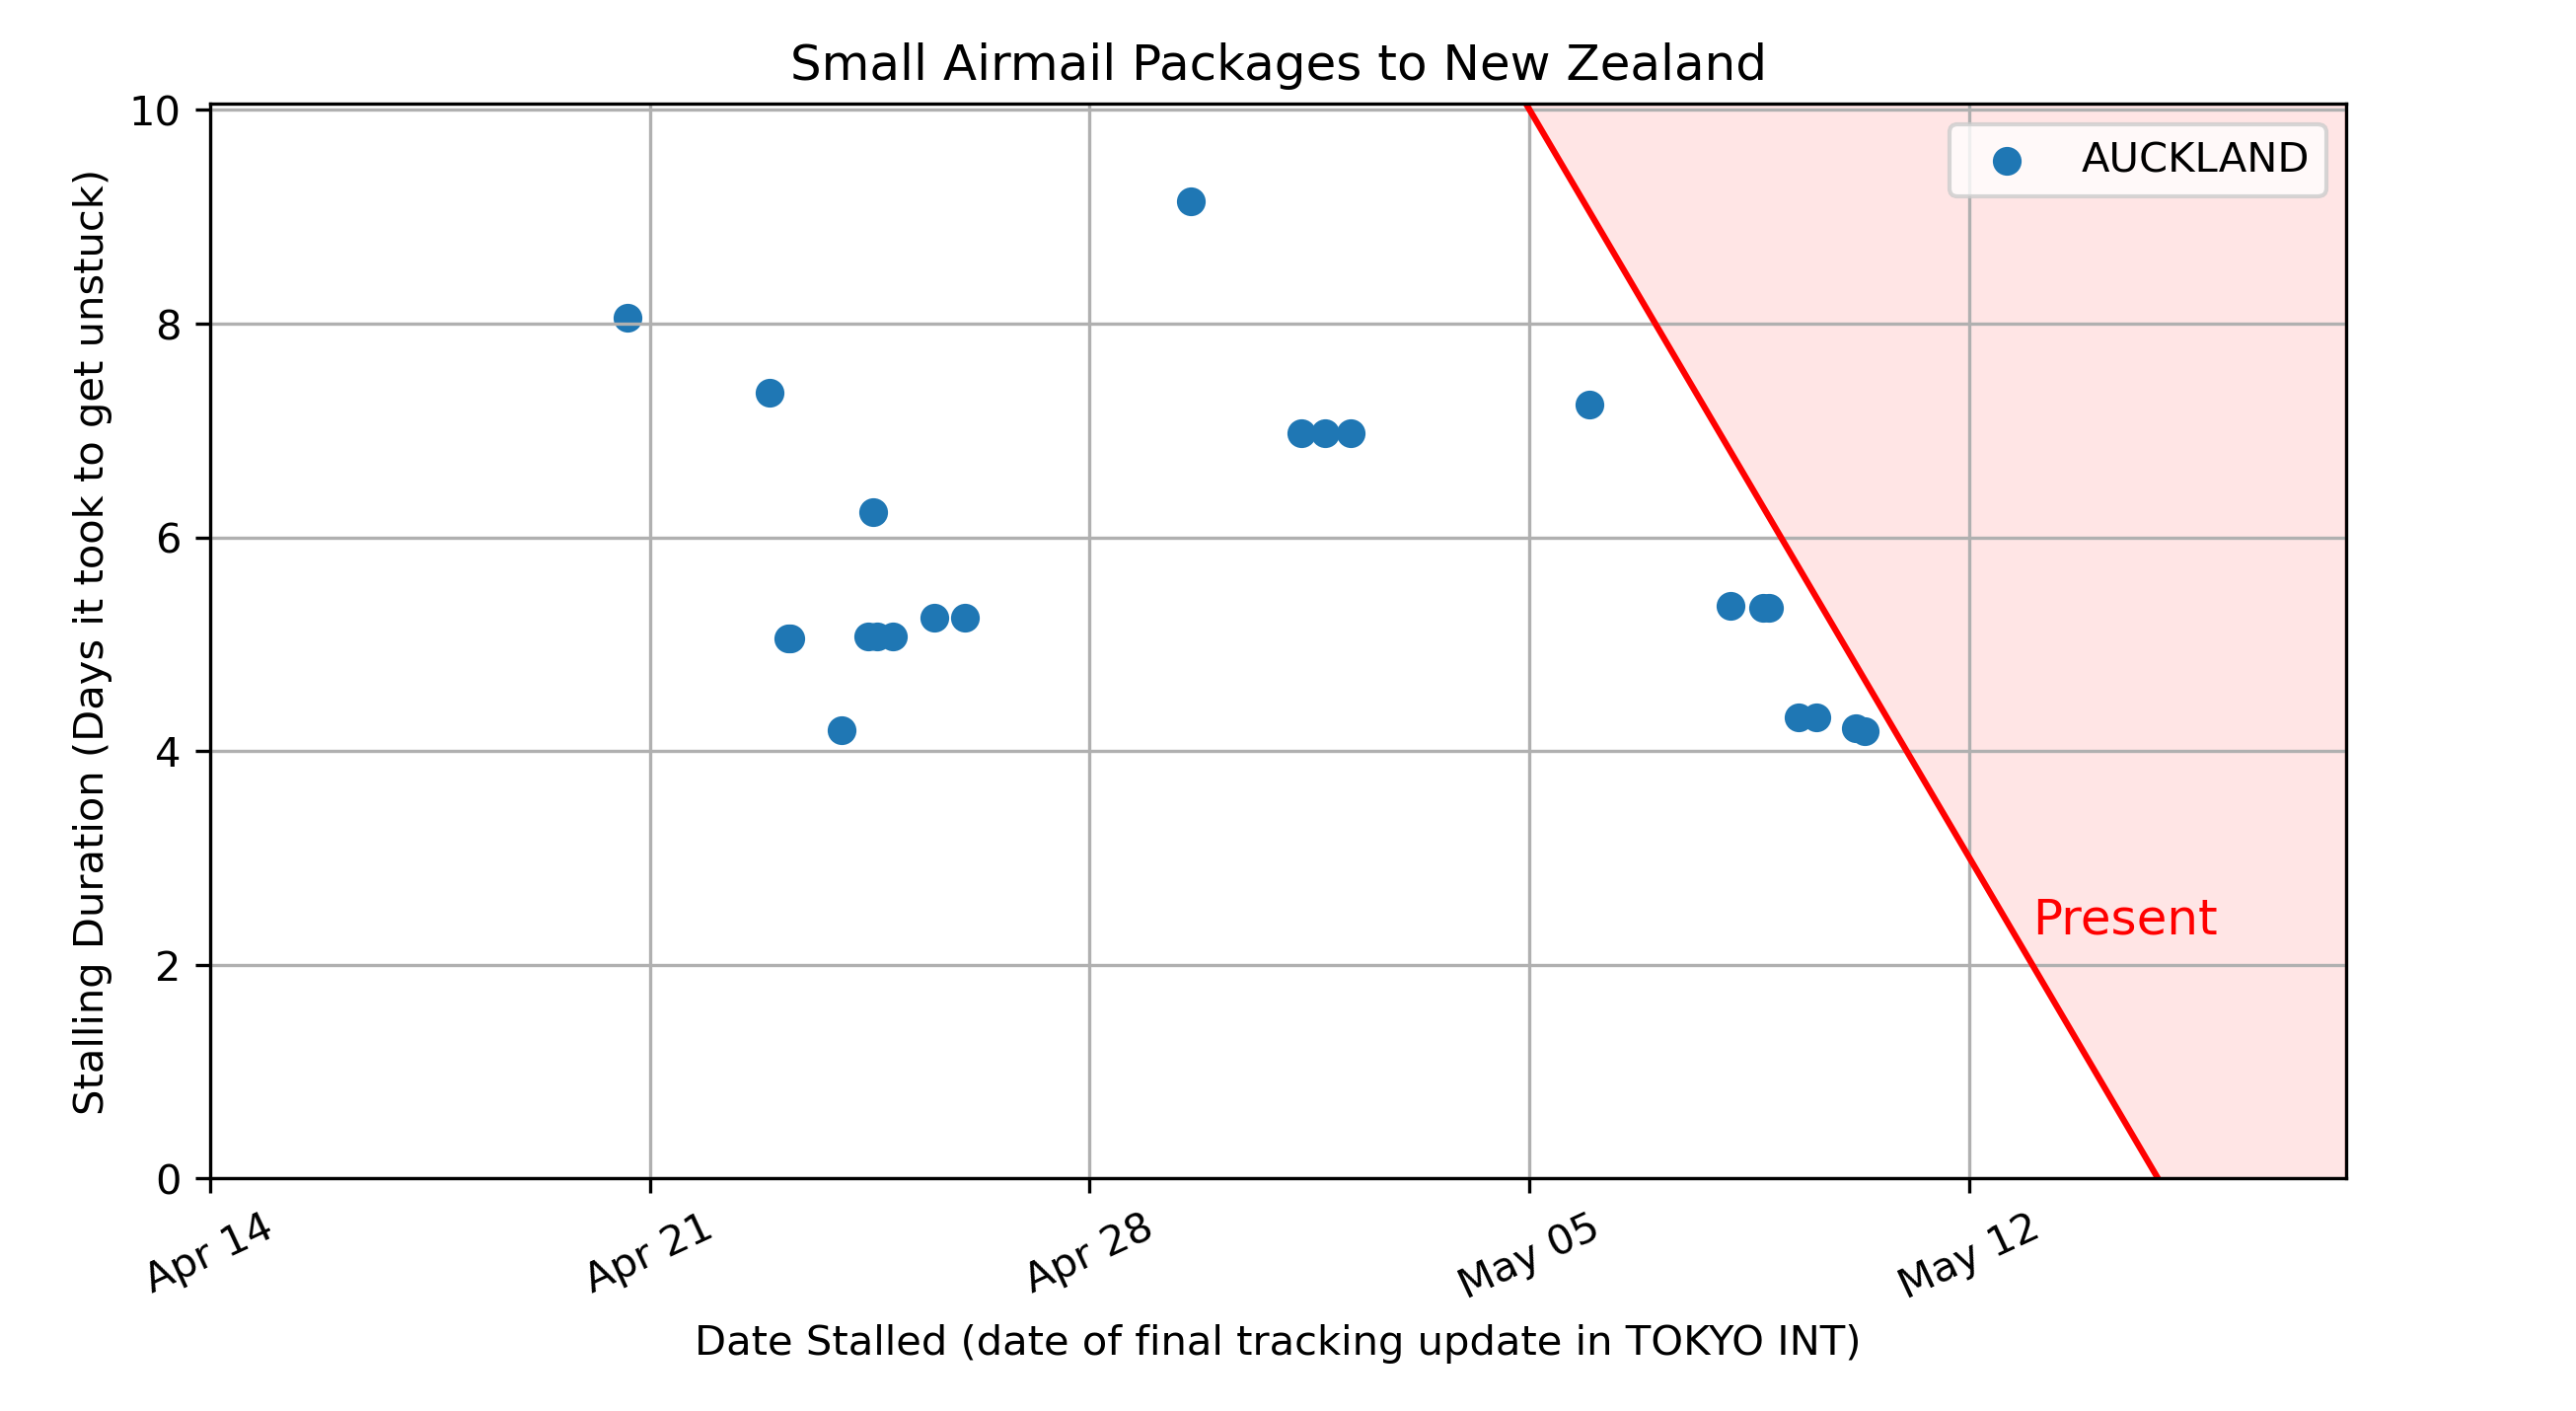 Small Airmail Packages to New Zealand
Stalling Duration (Days it took to get unstuck)
10
8
6
4
2
0
AUCKLAND
Present
Apr 14
Apr 21
Apr 28
May 05
May 12
Date Stalled (date of final tracking update in TOKYO INT)